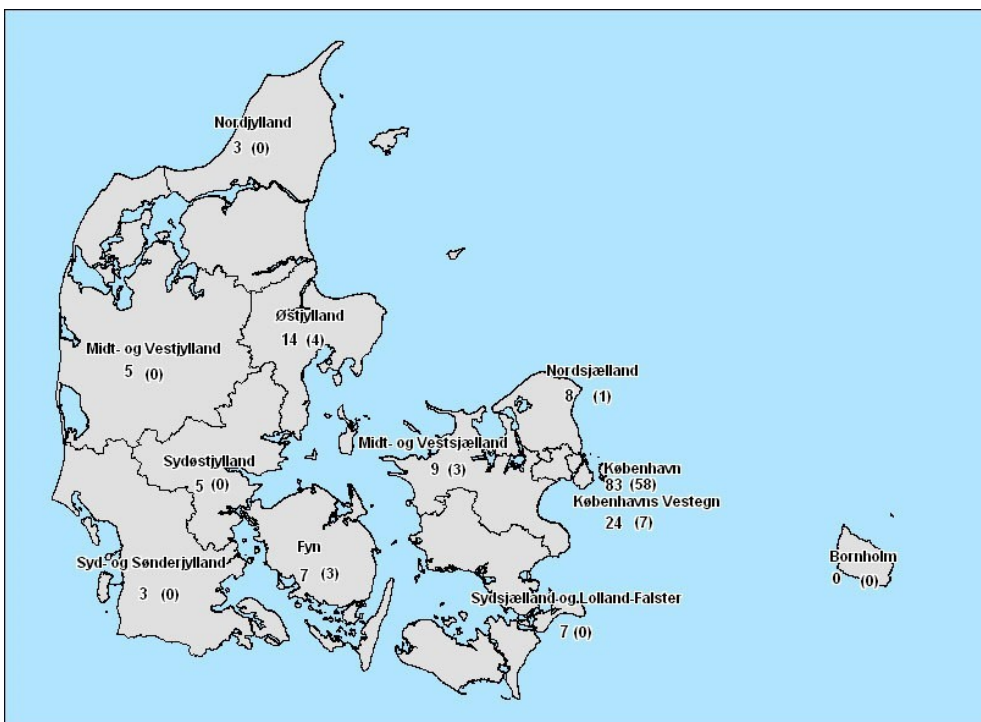 Nordjylland
3 (0)
Østjylland
14 (4)
Midt- og Vestjylland
5 (0)
Nordsjælland
8 (1)
Midt- og Vestsjælland
9 (3)
Sydøstjylland
5 (0)
København
83 (58)
Københavns Vestegn
24 (7)
Fyn
7 (3)
Syd- og Sønderjylland
3 (0)
Bornholm
0 (0)
Sydsjælland og Lolland-Falster
7 (0)